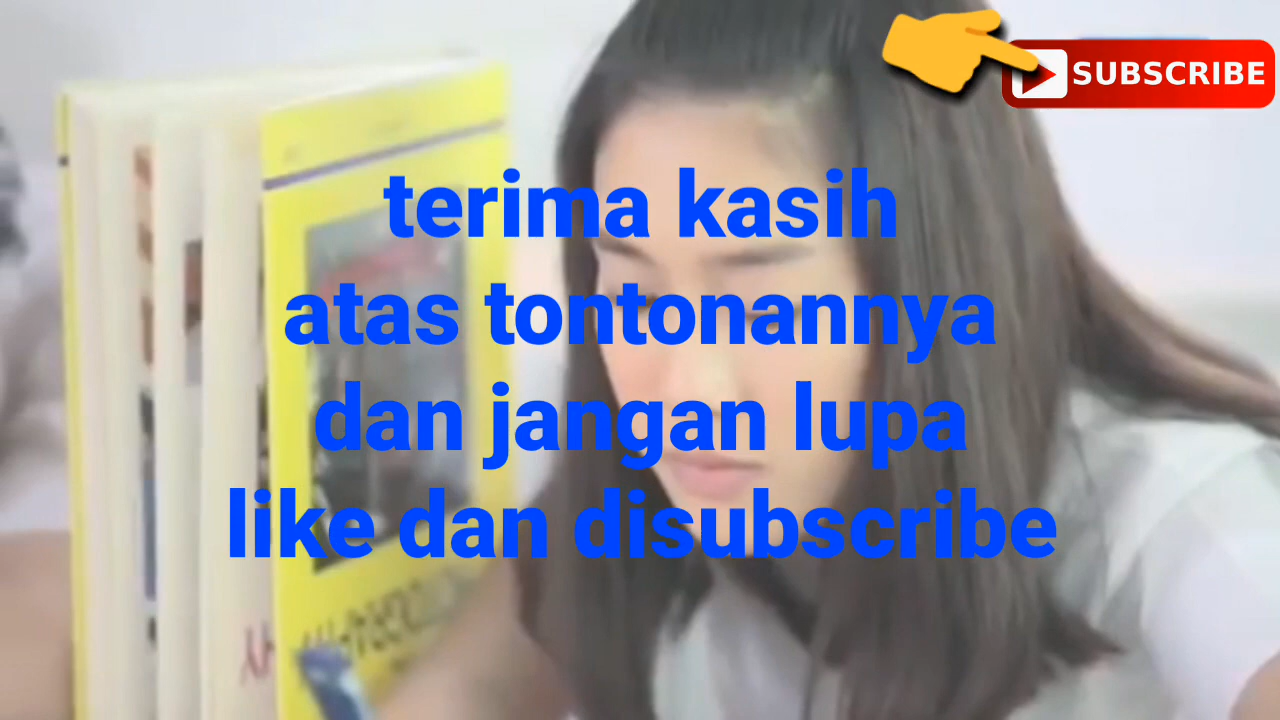 SUBSCRIBE
terima kasih
atas tontonannya
dan jangan lupa
like dan disubscribe